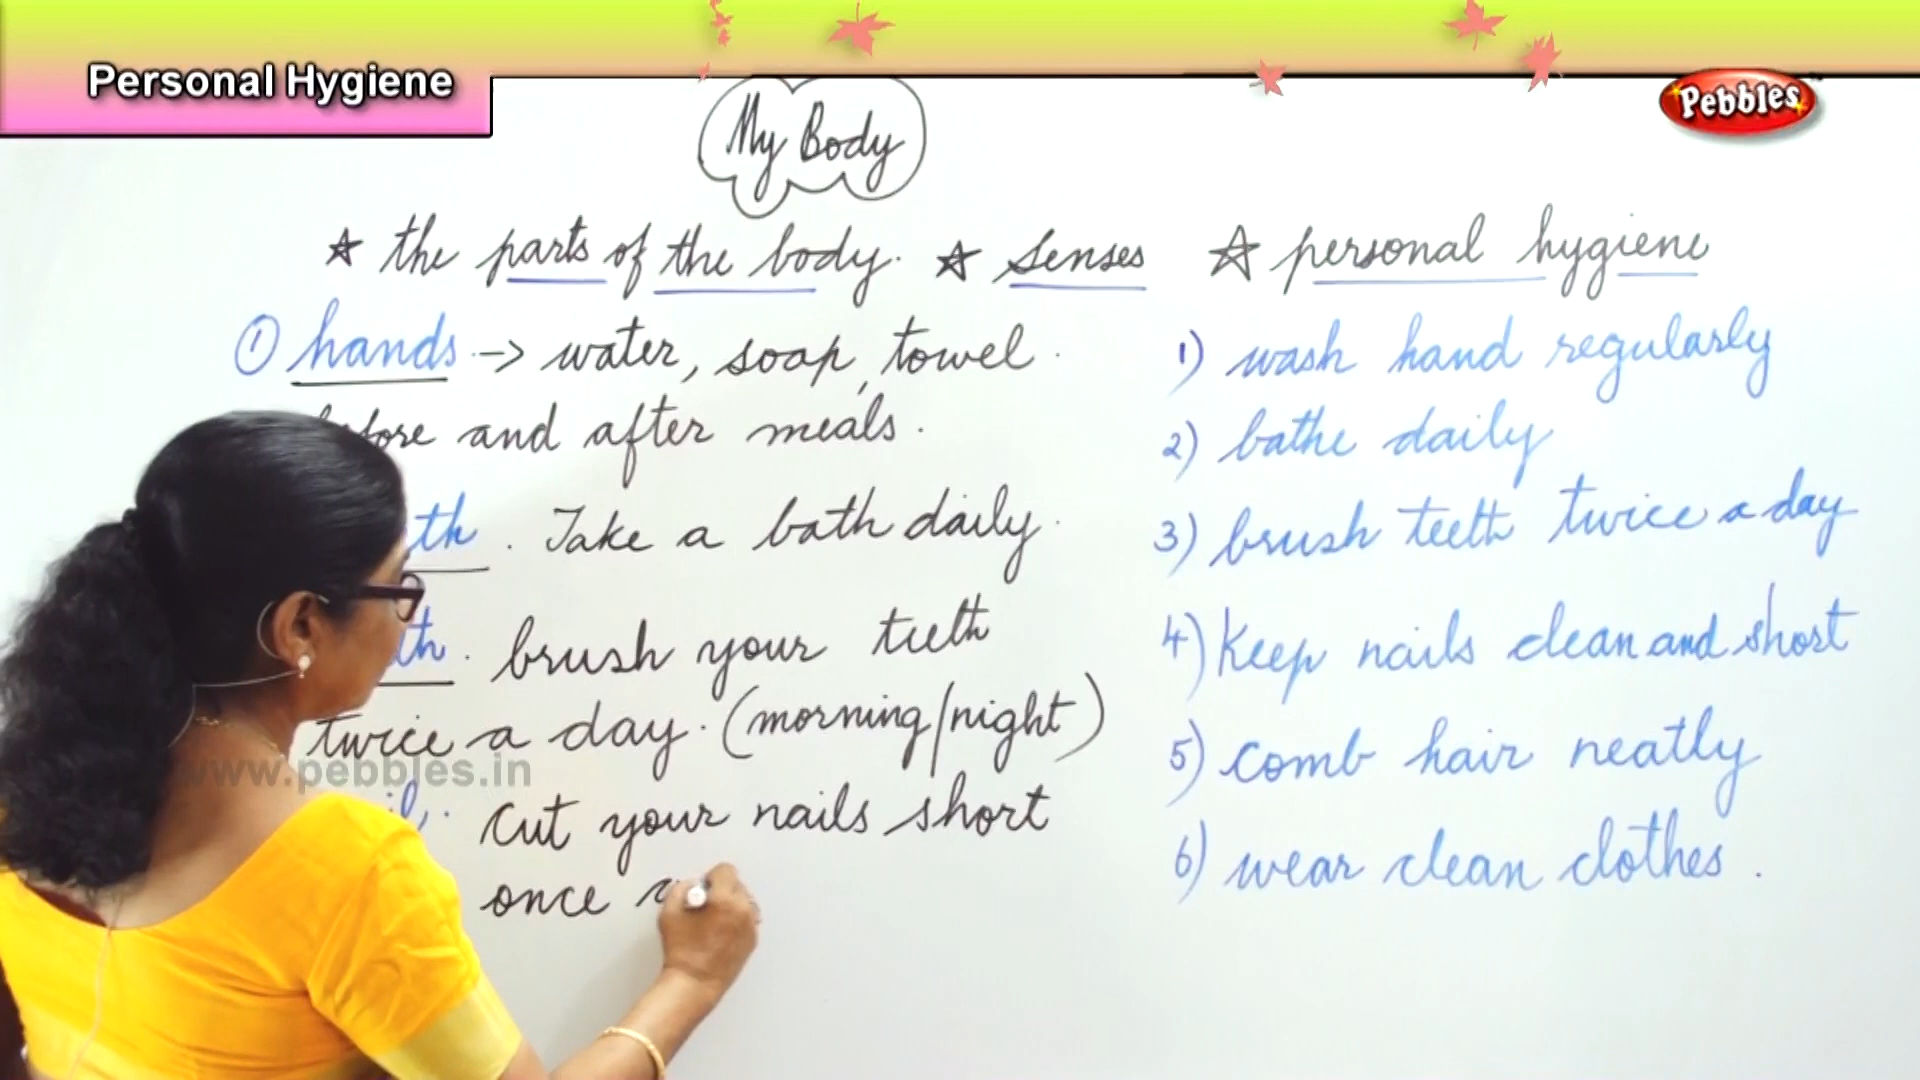 Personal Hygiene
Pebbles
My Body
☆ the parts of the body. ☆ senses ☆ personal hygiene
① hands -> water, soap, towel.
before and after meals.
th. Take a bath daily.
th. brush your teeth
twice a day. (morning/night)
cut your nails short
once a
1) wash hand regularly
2) bathe daily
3) brush teeth twice a day
4) Keep nails clean and short
5) comb hair neatly
6) wear clean clothes.
www.pebbles.in